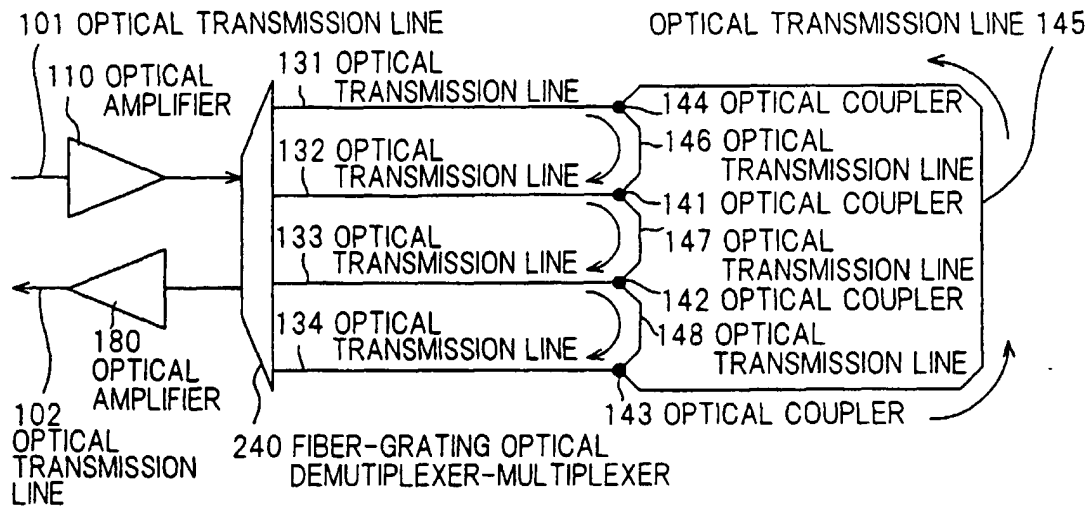 101 OPTICAL TRANSMISSION LINE
OPTICAL TRANSMISSION LINE 145
110 OPTICAL
AMPLIFIER
131 OPTICAL
TRANSMISSION LINE
144 OPTICAL COUPLER
132 OPTICAL
TRANSMISSION LINE
146 OPTICAL
TRANSMISSION LINE
141 OPTICAL COUPLER
133 OPTICAL
TRANSMISSION LINE
147 OPTICAL
TRANSMISSION LINE
142 OPTICAL COUPLER
134 OPTICAL
TRANSMISSION LINE
148 OPTICAL
TRANSMISSION LINE
180
OPTICAL
AMPLIFIER
143 OPTICAL COUPLER
102
OPTICAL
TRANSMISSION
LINE
240 FIBER-GRATING OPTICAL
DEMUTIPLEXER-MULTIPLEXER